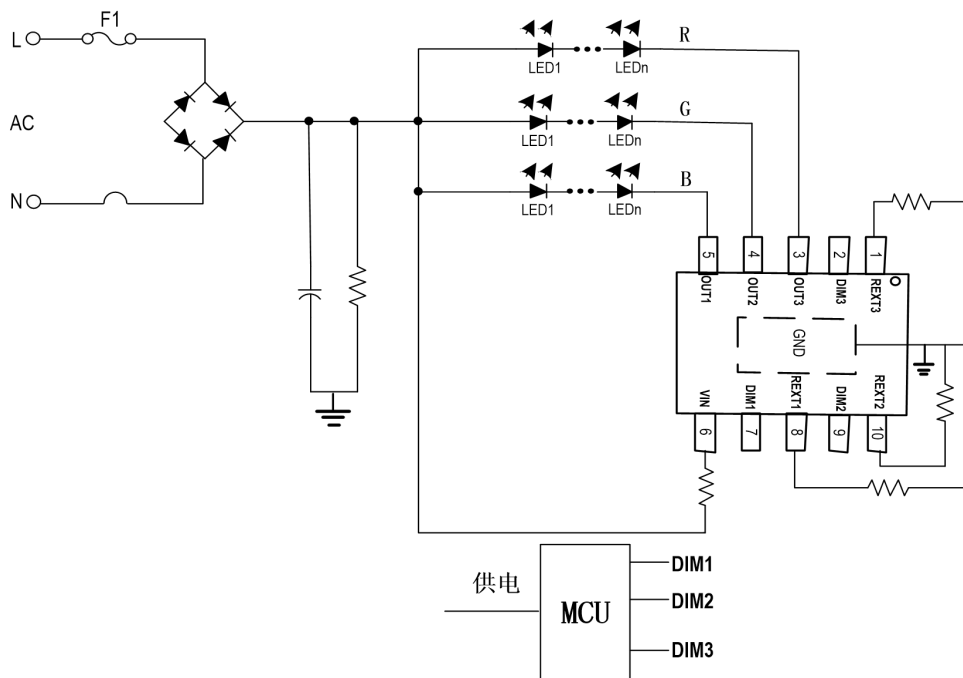 F1
L
AC
N
LED1
LEDn
R
LED1
LEDn
G
LED1
LEDn
B
5
4
3
2
1
OUT1
OUT2
OUT3
DIM3
REXT3
GND
VIN
DIM1
REXT1
DIM2
REXT2
6
7
8
9
10
供电
MCU
DIM1
DIM2
DIM3